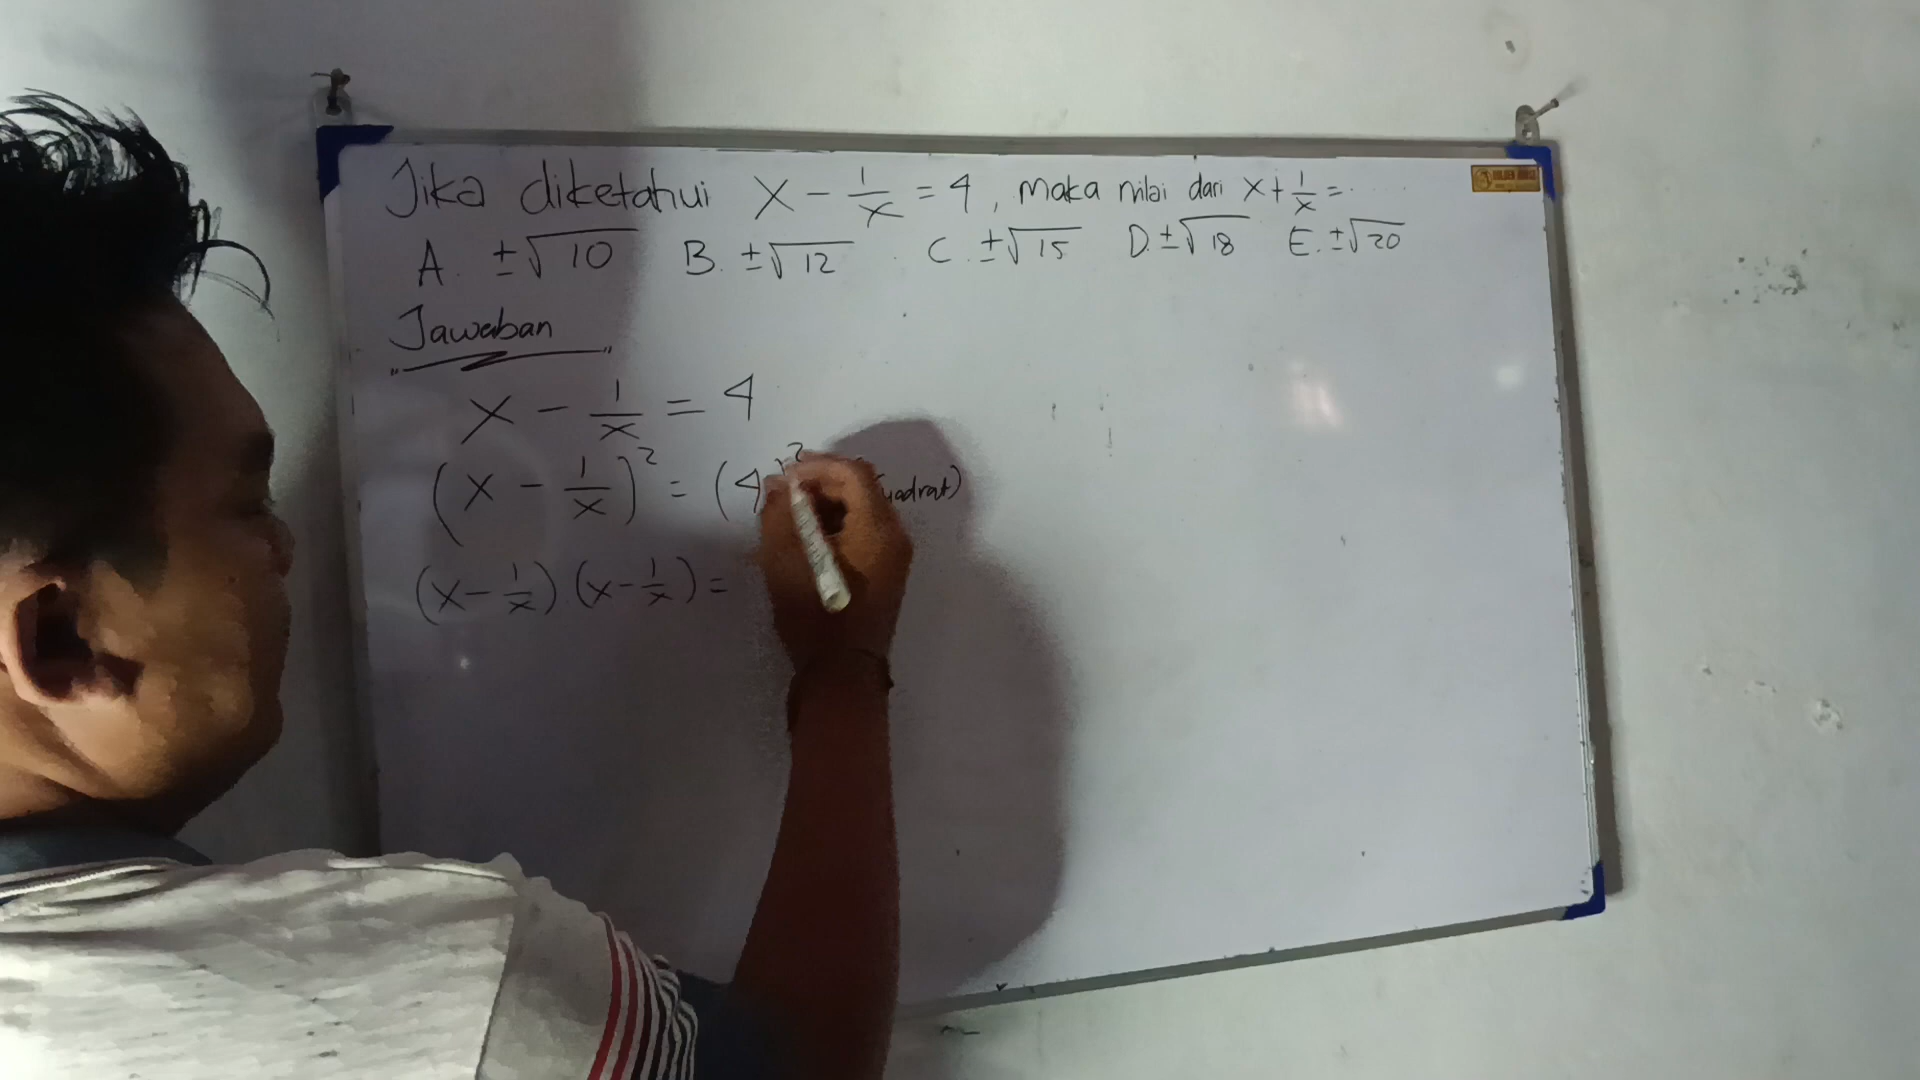 Jika diketahui x - 1/x = 4, maka nilai dari x + 1/x = .....
A. ±√10 B. ±√12 C. ±√15 D. ±√18 E. ±√20
Jawaban
x - 1/x = 4
(x - 1/x)² = (4)²
(x - 1/x) (x - 1/x) =